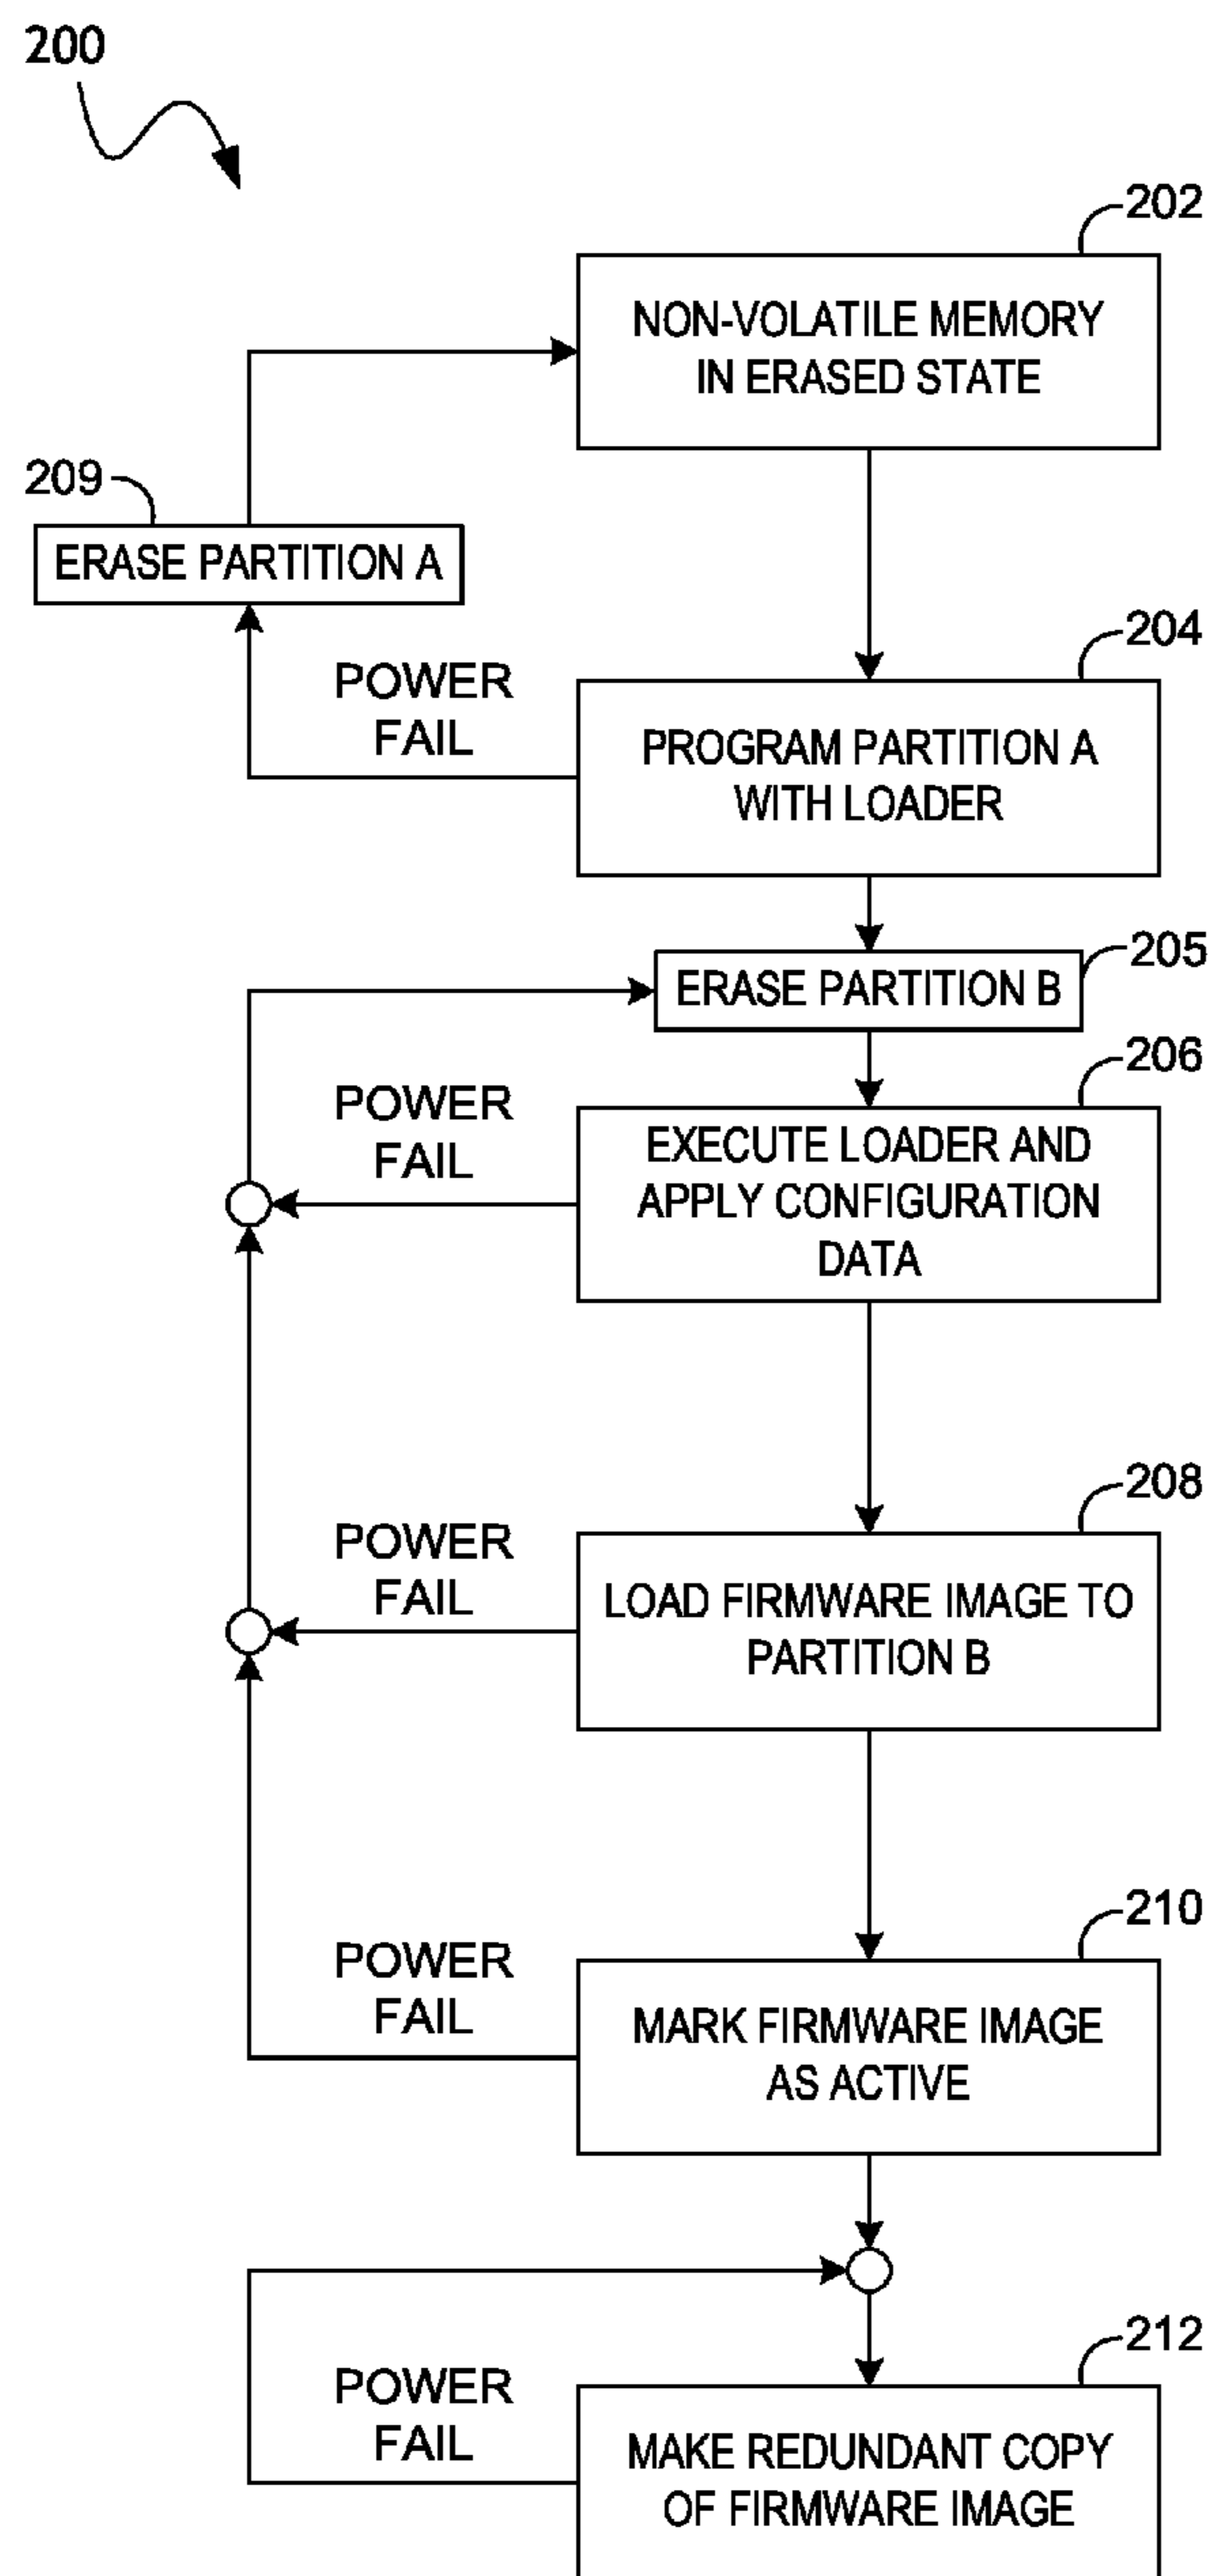 200
202
NON-VOLATILE MEMORY
IN ERASED STATE
209
ERASE PARTITION A
204
POWER
FAIL
PROGRAM PARTITION A
WITH LOADER
205
ERASE PARTITION B
206
POWER
FAIL
EXECUTE LOADER AND
APPLY CONFIGURATION
DATA
208
POWER
FAIL
LOAD FIRMWARE IMAGE TO
PARTITION B
210
POWER
FAIL
MARK FIRMWARE IMAGE
AS ACTIVE
212
POWER
FAIL
MAKE REDUNDANT COPY
OF FIRMWARE IMAGE